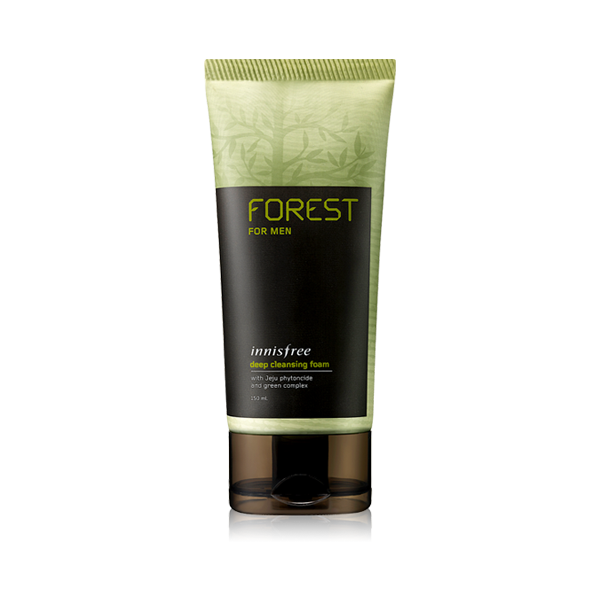 FOREST
FOR MEN
innisfree
deep cleansing foam
with Jeju phytoncide
and green complex
150 mL